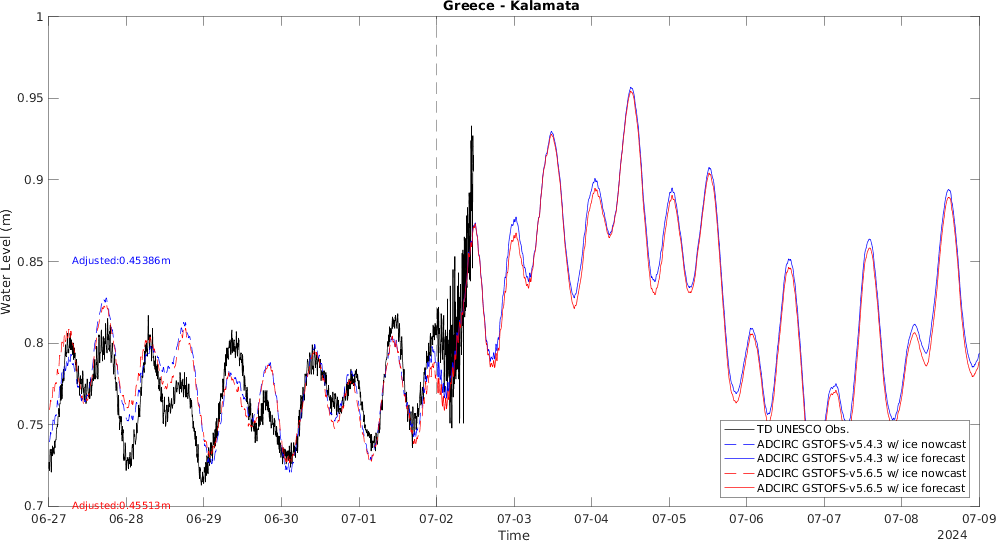 Greece - Kalamata
1
0.95
0.9
0.85
0.8
0.75
0.7
Water Level (m)
Adjusted:0.45386m
Adjusted:0.45513m
TD UNESCO Obs.
ADCIRC GSTOFS-v5.4.3 w/ ice nowcast
ADCIRC GSTOFS-v5.4.3 w/ ice forecast
ADCIRC GSTOFS-v5.6.5 w/ ice nowcast
ADCIRC GSTOFS-v5.6.5 w/ ice forecast
06-27 06-28 06-29 06-30 07-01 07-02 07-03 07-04 07-05 07-06 07-07 07-08 07-09
Time
2024